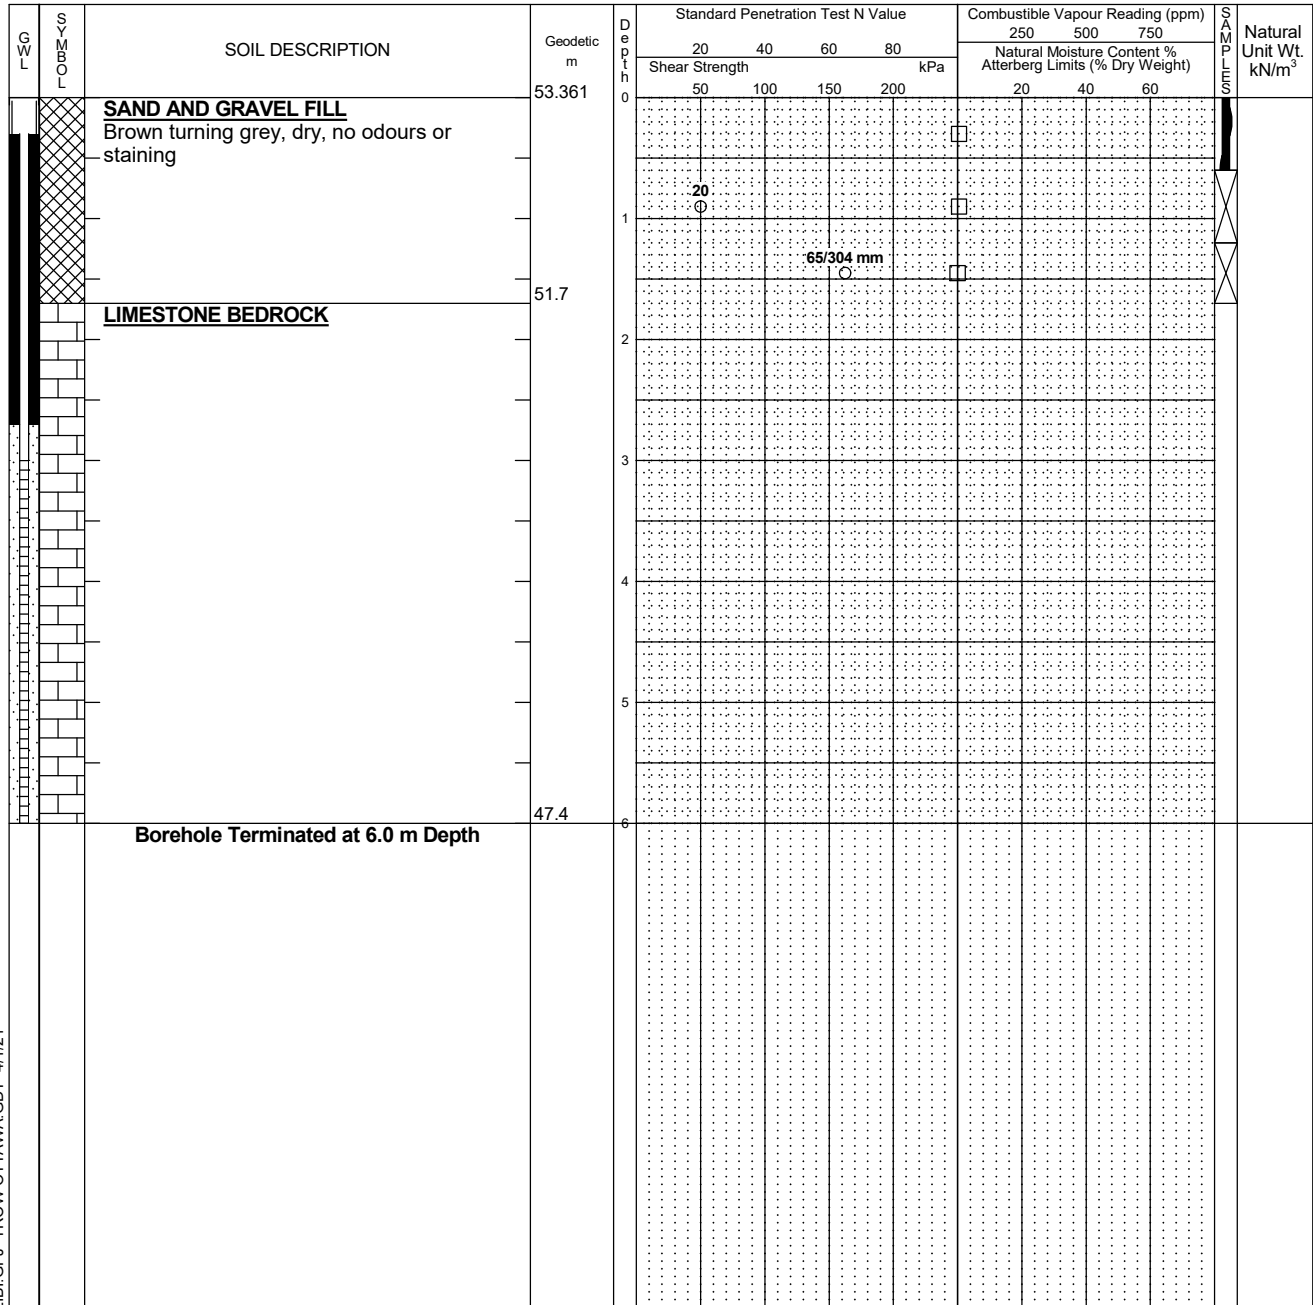 GWL
SYMBOL
SOIL DESCRIPTION
Geodetic
m
Depth
Standard Penetration Test N Value
20 40 60 80
Shear Strength kPa
50 100 150 200
Combustible Vapour Reading (ppm)
250 500 750
Natural Moisture Content %
Atterberg Limits (% Dry Weight)
20 40 60
SAMPLES
Natural
Unit Wt.
kN/m³
53.361
0
SAND AND GRAVEL FILL
Brown turning grey, dry, no odours or
staining
20
1
65/304 mm
51.7
LIMESTONE BEDROCK
2
3
4
5
47.4
6
Borehole Terminated at 6.0 m Depth